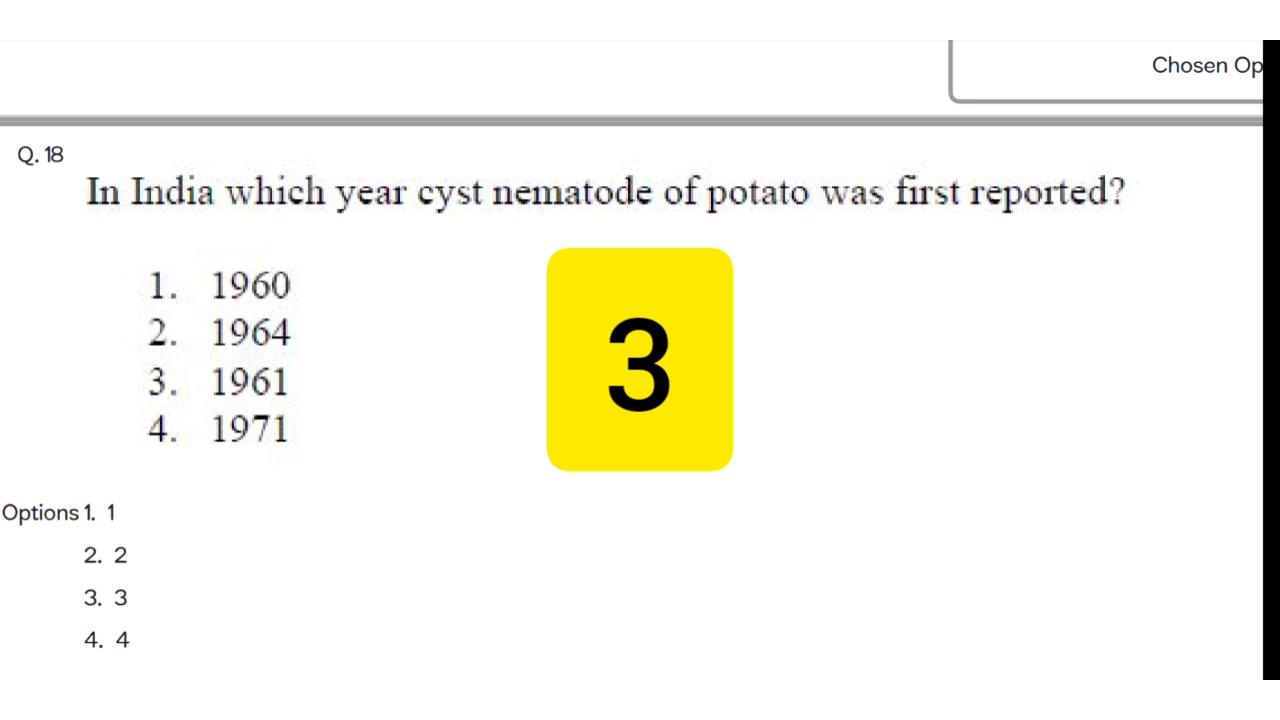 Chosen Op
Q. 18
In India which year cyst nematode of potato was first reported?
1. 1960
2. 1964
3. 1961
4. 1971
3
Options 1. 1
2. 2
3. 3
4. 4